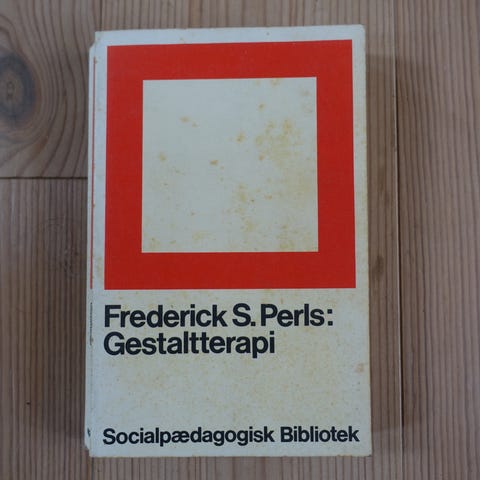 Frederick S. Perls:
Gestaltterapi
Socialpædagogisk Bibliotek